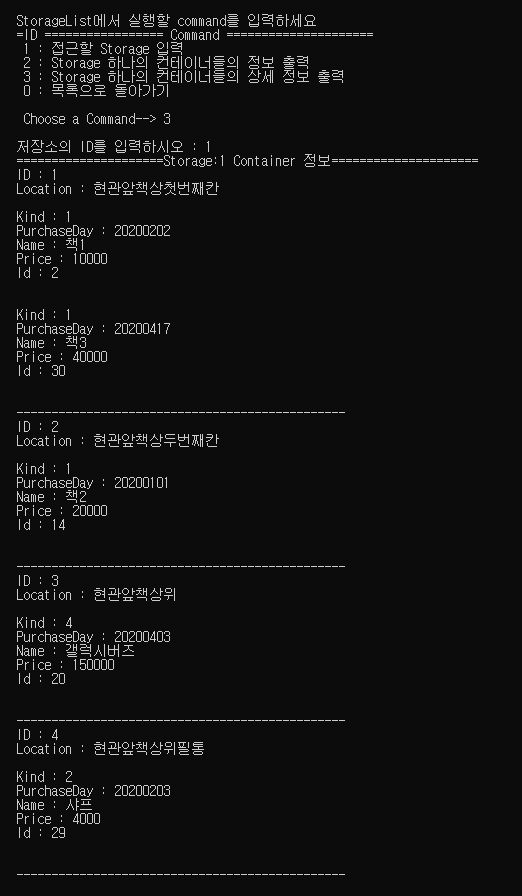 StorageList에서 실행할 command를 입력하세요
=ID ================= Command =====================
1 : 접근할 Storage 입력
2 : Storage 하나의 컨테이너들의 정보 출력
3 : Storage 하나의 컨테이너들의 상세 정보 출력
0 : 목록으로 돌아가기
Choose a Command--> 3
저장소의 ID를 입력하시오 : 1
=====================Storage:1 Container 정보=====================
ID : 1
Location : 현관앞책상첫번째칸
Kind : 1
PurchaseDay : 20200202
Name : 책1
Price : 10000
Id : 2
Kind : 1
PurchaseDay : 20200417
Name : 책3
Price : 40000
Id : 30
-----------------------------------------------
ID : 2
Location : 현관앞책상두번째칸
Kind : 1
PurchaseDay : 20200101
Name : 책2
Price : 20000
Id : 14
-----------------------------------------------
ID : 3
Location : 현관앞책상위
Kind : 4
PurchaseDay : 20200403
Name : 갤럭시버즈
Price : 150000
Id : 20
-----------------------------------------------
ID : 4
Location : 현관앞책상위필통
Kind : 2
PurchaseDay : 20200203
Name : 샤프
Price : 4000
Id : 29
-----------------------------------------------